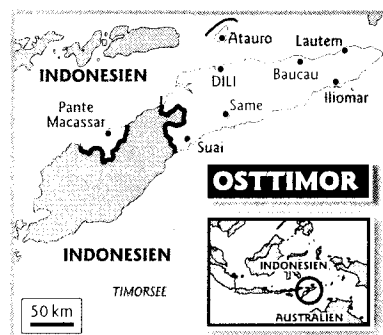 Atauro
Lautem
INDONESIEN
DILI
Baucau
Iliomar
Pante
Macassar
Same
Suai
OSTTIMOR
INDONESIEN
TIMORSEE
50 km
INDONESIEN
AUSTRALIEN